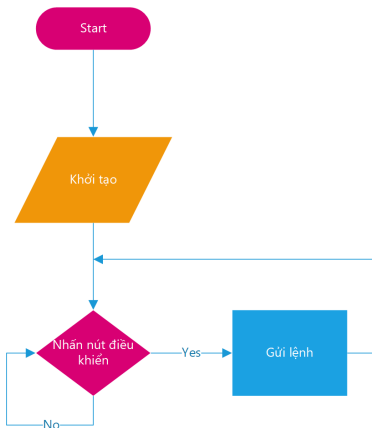 Start
Khởi tạo
Nhấn nút điều
khiển
Yes
Gửi lệnh
No